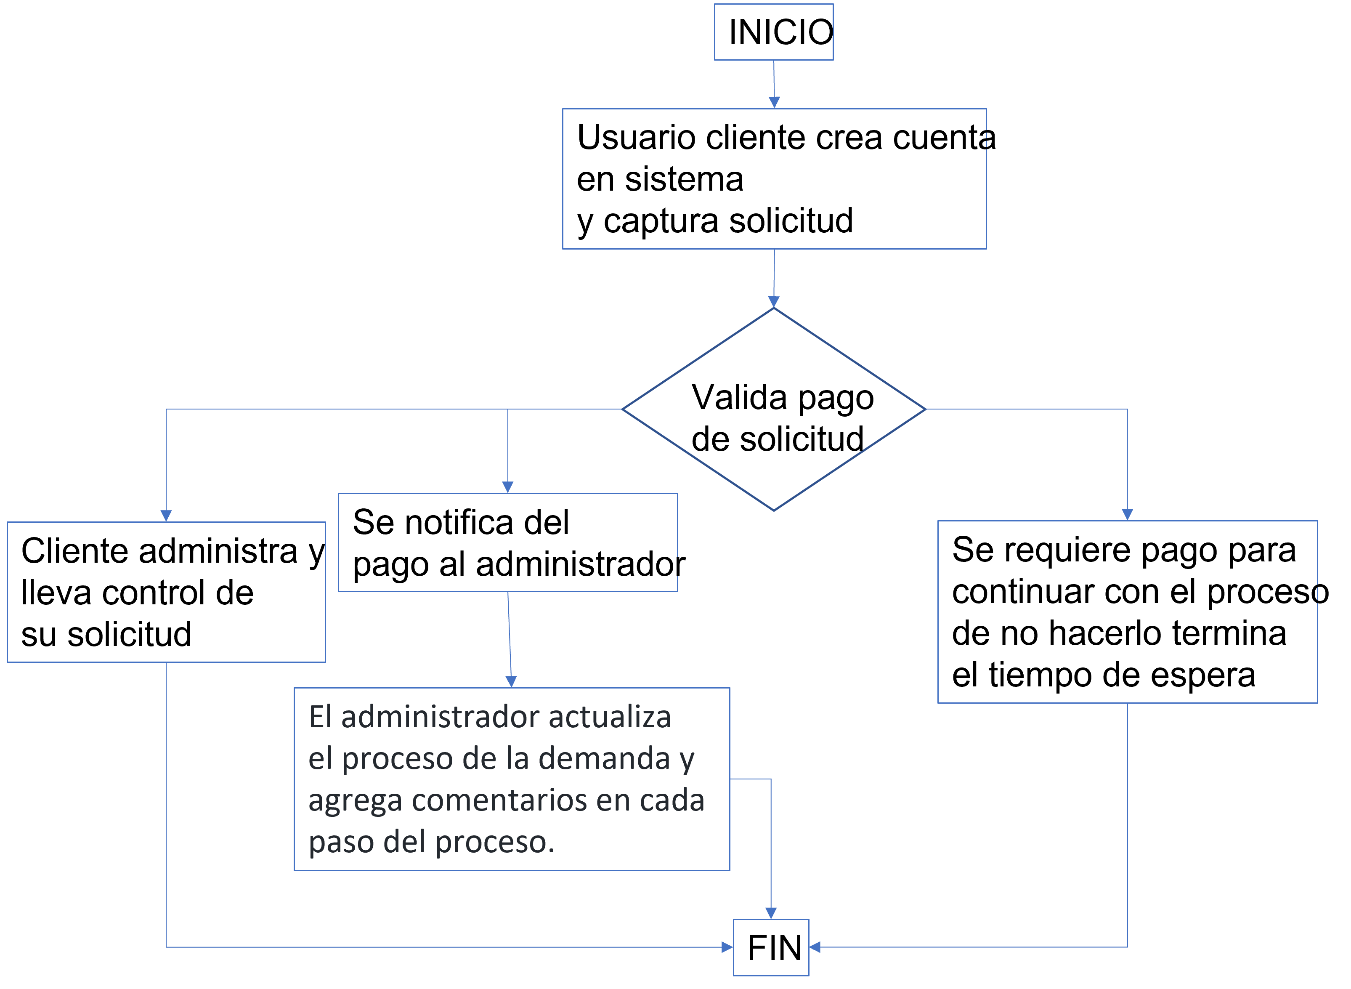 INICIO
Usuario cliente crea cuenta
en sistema
y captura solicitud
Valida pago
de solicitud
Cliente administra y
lleva control de
su solicitud
Se notifica del
pago al administrador
Se requiere pago para
continuar con el proceso
de no hacerlo termina
el tiempo de espera
El administrador actualiza
el proceso de la demanda y
agrega comentarios en cada
paso del proceso.
FIN